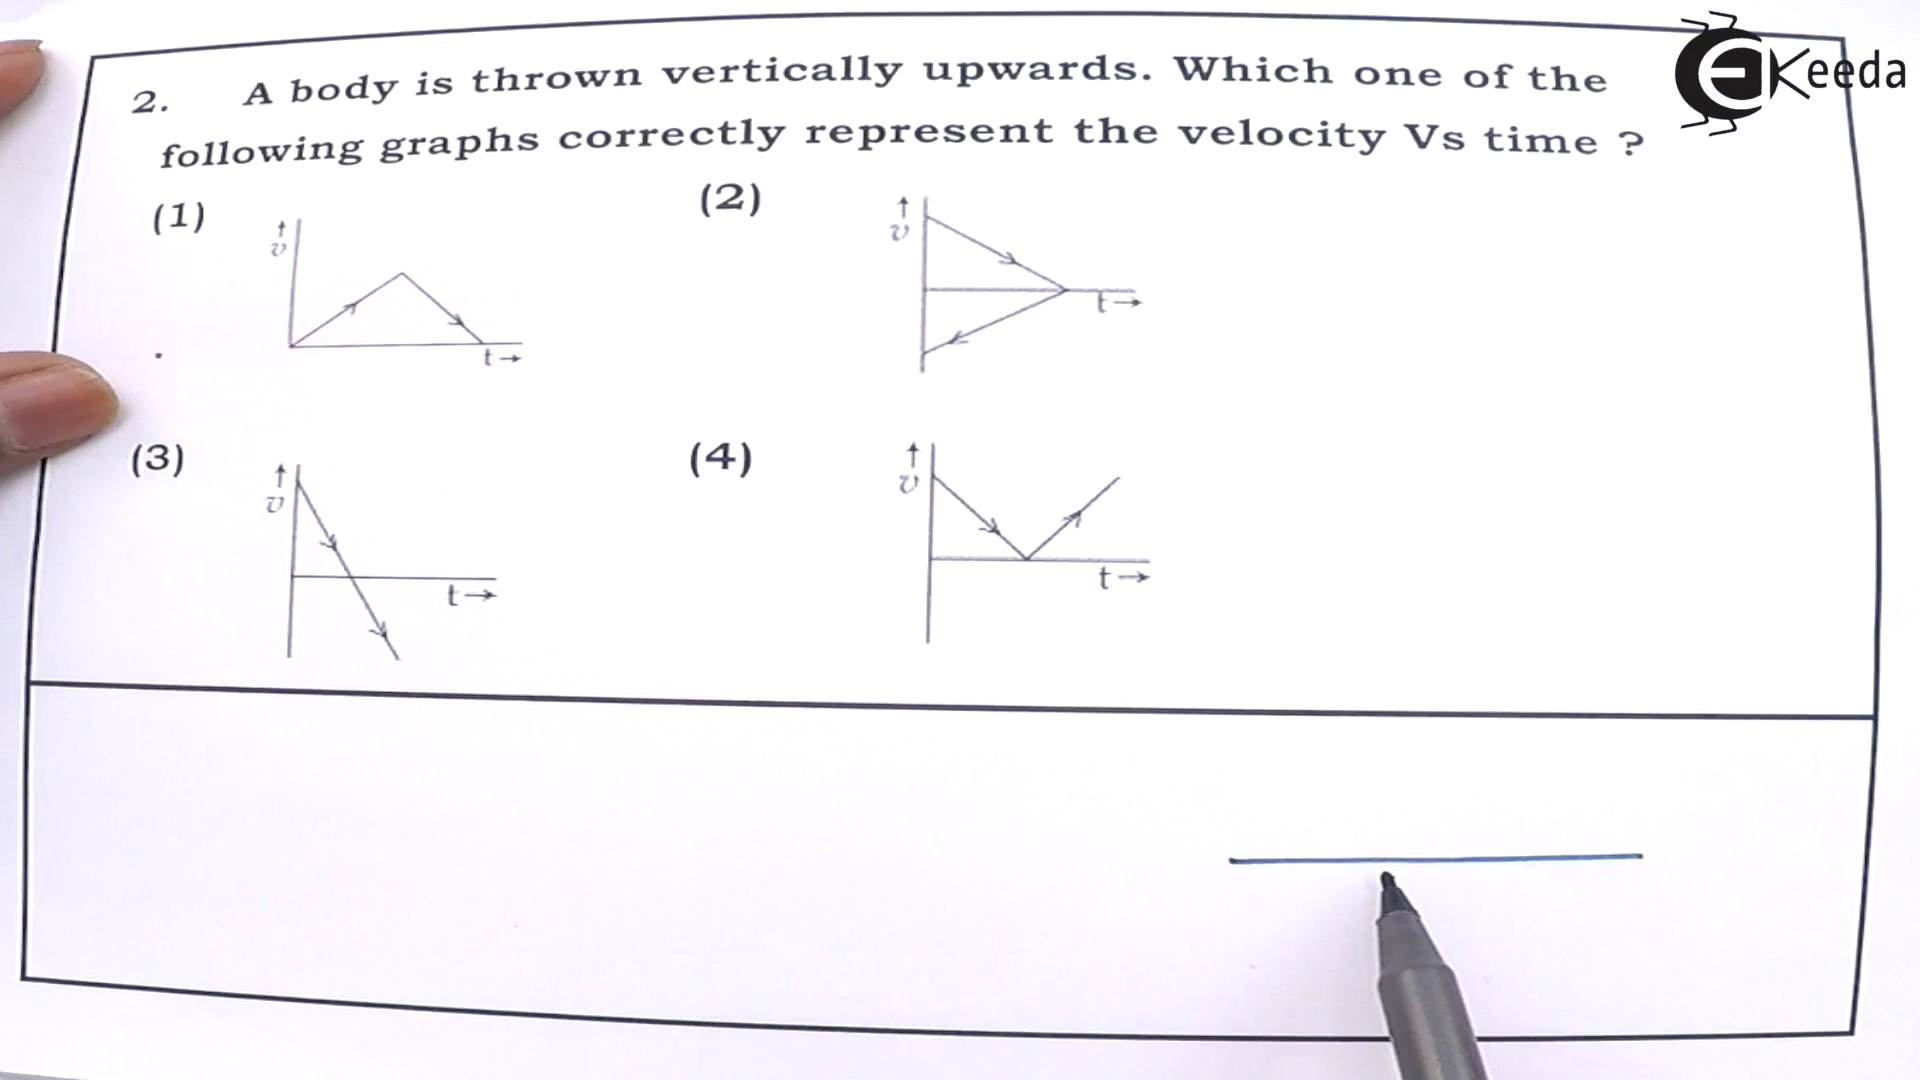 Keeda
2. A body is thrown vertically upwards. Which one of the
following graphs correctly represent the velocity Vs time ?
(1)
(2)
↑
v
t→
↑
v
t→
(3)
(4)
↑
v
t→
↑
v
t→